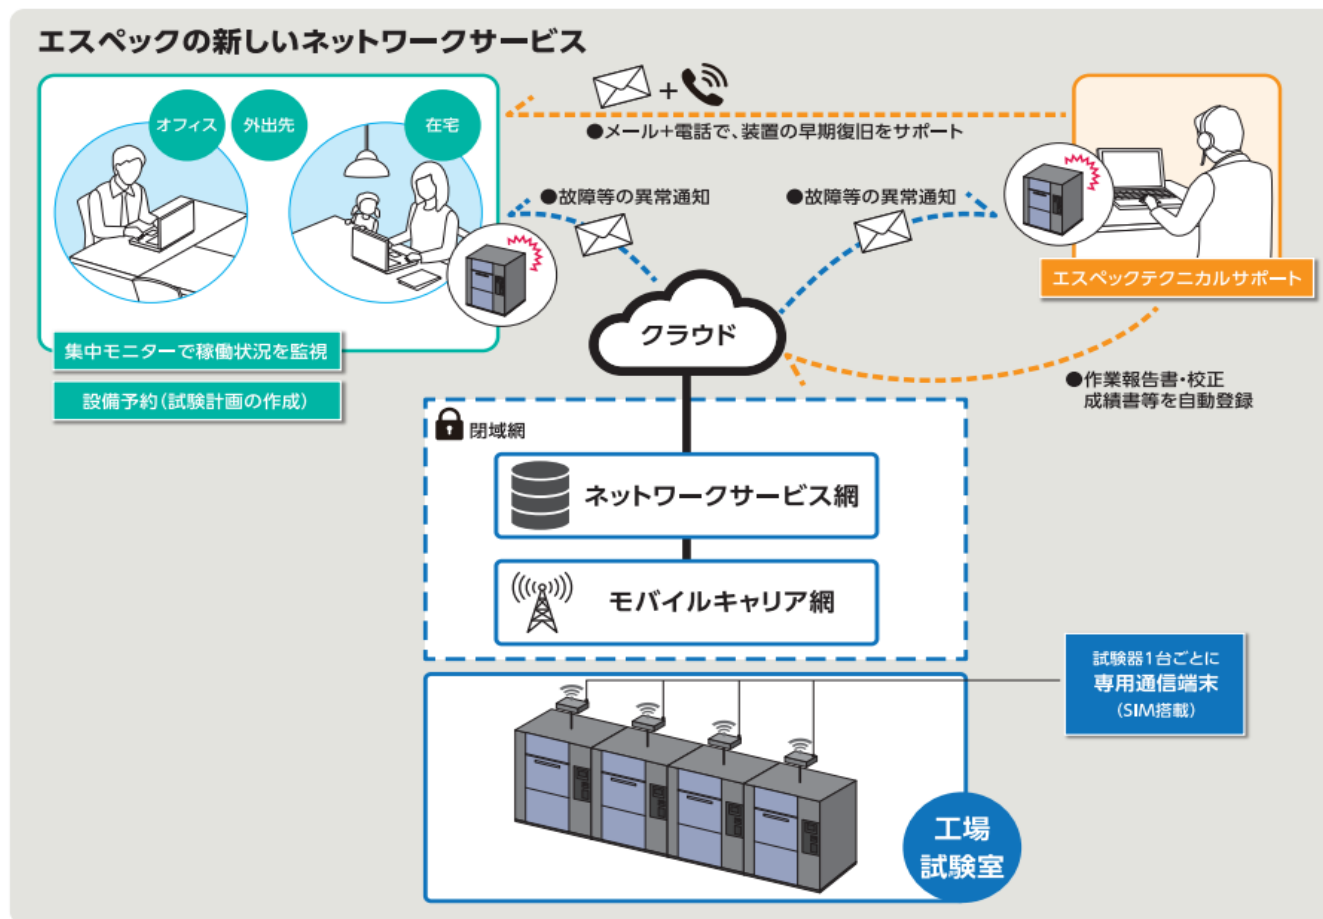 エスペックの新しいネットワークサービス
オフィス
外出先
在宅
●メール+電話で、装置の早期復旧をサポート
●故障等の異常通知
●故障等の異常通知
エスペックテクニカルサポート
クラウド
集中モニターで稼働状況を監視
設備予約(試験計画の作成)
●作業報告書・校正
成績書等を自動登録
閉域網
ネットワークサービス網
モバイルキャリア網
試験器1台ごとに
専用通信端末
(SIM搭載)
工場
試験室